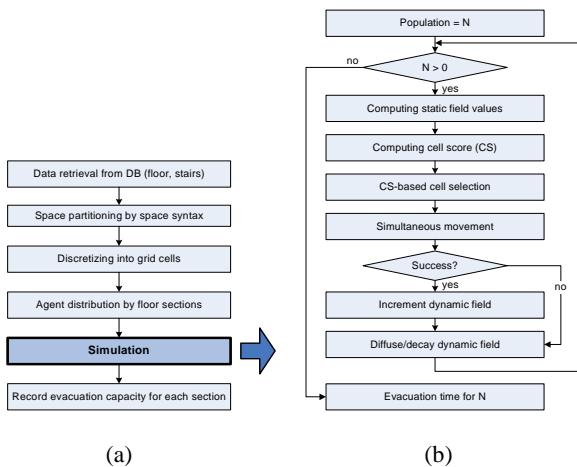 Data retrieval from DB (floor, stairs)
Space partitioning by space syntax
Discretizing into grid cells
Agent distribution by floor sections
Simulation
Record evacuation capacity for each section
(a)
Population = N
no
N > 0
yes
Computing static field values
Computing cell score (CS)
CS-based cell selection
Simultaneous movement
Success?
yes
no
Increment dynamic field
Diffuse/decay dynamic field
Evacuation time for N
(b)